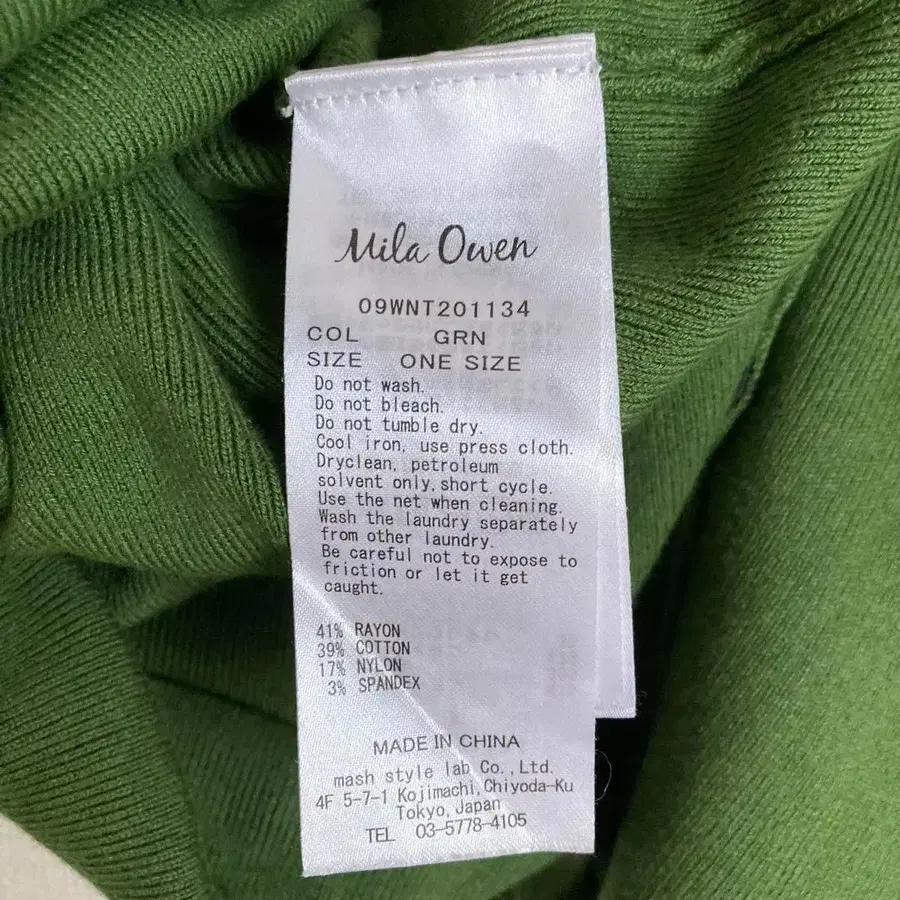 Mila Owen
09WNT201134
COL GRN
SIZE ONE SIZE
Do not wash.
Do not bleach.
Do not tumble dry.
Cool iron, use press cloth.
Dryclean, petroleum
solvent only, short cycle.
Use the net when cleaning.
Wash the laundry separately
from other laundry.
Be careful not to expose to
friction or let it get
caught.
41% RAYON
39% COTTON
17% NYLON
3% SPANDEX
MADE IN CHINA
mash style lab Co.,Ltd.
4F 5-7-1 Kojimachi,Chiyoda-Ku
Tokyo,Japan
TEL 03-5778-4105